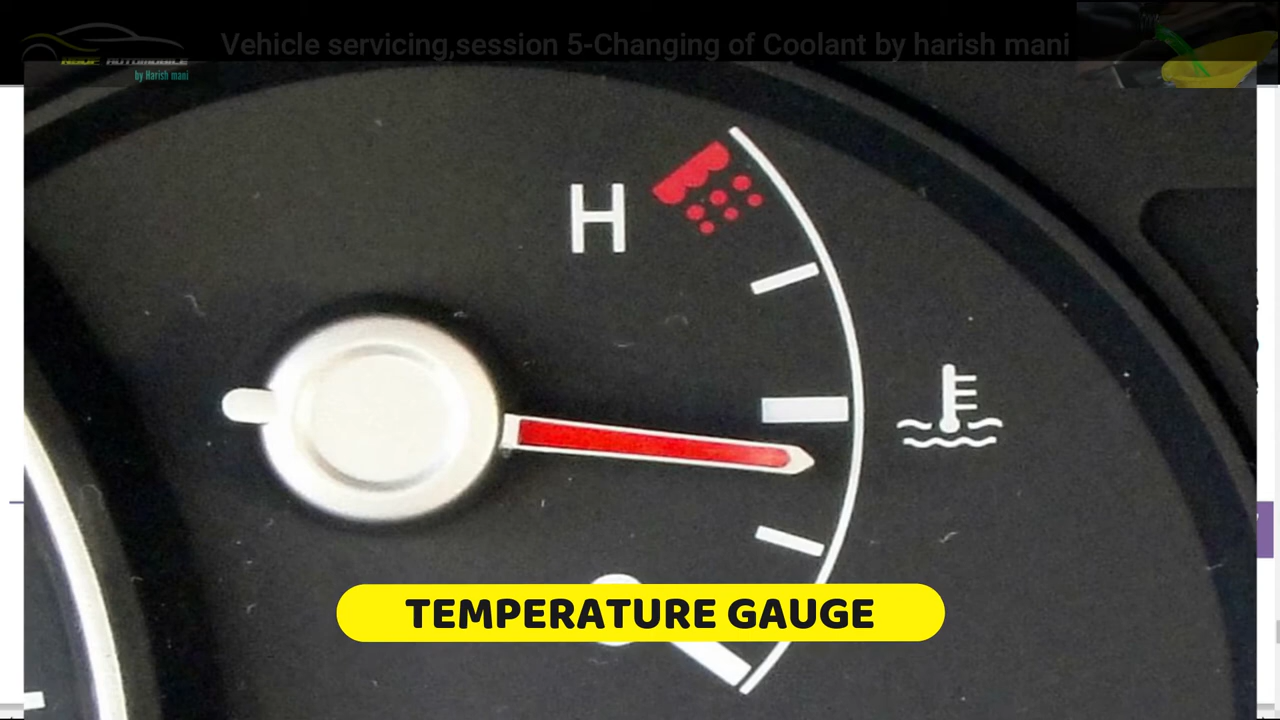 Vehicle servicing,session 5-Changing of Coolant by harish mani
by Harish mani
H
TEMPERATURE GAUGE